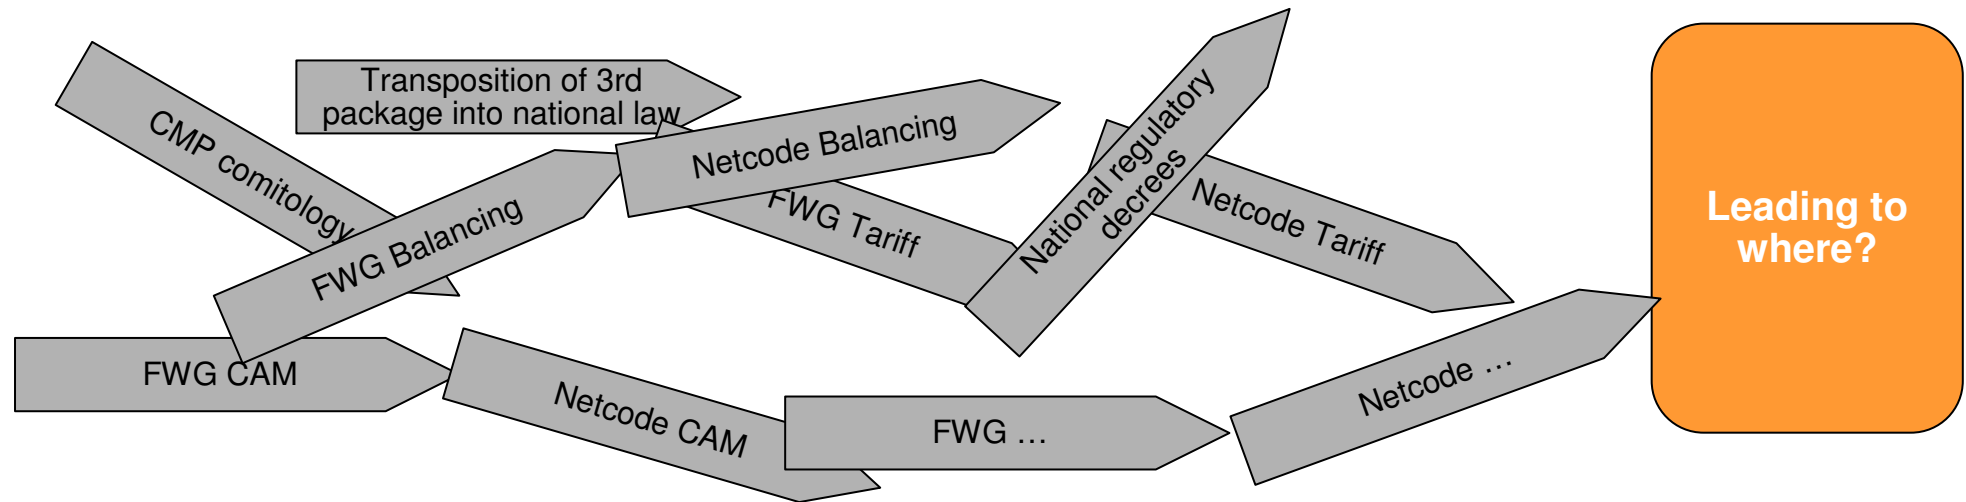 Transposition of 3rd
package into national law
CMP comitology
FWG Balancing
Netcode Balancing
FWG Tariff
National regulatory
decrees
Netcode Tariff
FWG CAM
Netcode CAM
FWG …
Netcode …
Leading to
where?